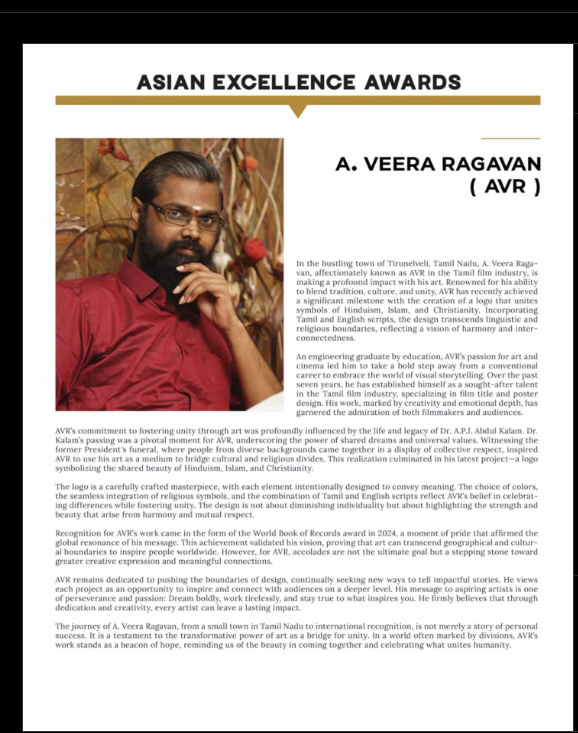 ASIAN EXCELLENCE AWARDS
A. VEERA RAGAVAN
( AVR )
In the bustling town of Tirunelveli, Tamil Nadu, A. Veera Raga-
van, affectionately known as AVR in the Tamil film industry, is
making a profound impact with his art. Renowned for his ability
to blend tradition, culture, and unity, AVR has recently achieved
a significant milestone with the creation of a logo that unites
symbols of Hinduism, Islam, and Christianity. Incorporating
Tamil and English scripts, the design transcends linguistic and
religious boundaries, reflecting a vision of harmony and inter-
connectedness.
An engineering graduate by education, AVR's passion for art and
cinema led him to take a bold step away from a conventional
career to embrace the world of visual storytelling. Over the past
seven years, he has established himself as a sought-after talent
in the Tamil film industry, specializing in film title and poster
design. His work, marked by creativity and emotional depth, has
garnered the admiration of both filmmakers and audiences.
AVR's commitment to fostering unity through art was profoundly influenced by the life and legacy of Dr. A.P.J. Abdul Kalam. Dr.
Kalam's passing was a pivotal moment for AVR, underscoring the power of shared dreams and universal values. Witnessing the
former President's funeral, where people from diverse backgrounds came together in a display of collective respect, inspired
AVR to use his art as a medium to bridge cultural and religious divides. This realization culminated in his latest project—a logo
symbolizing the shared beauty of Hinduism, Islam, and Christianity.
The logo is a carefully crafted masterpiece, with each element intentionally designed to convey meaning. The choice of colors,
the seamless integration of religious symbols, and the combination of Tamil and English scripts reflect AVR's belief in celebrat-
ing differences while fostering unity. The design is not about diminishing individuality but about highlighting the strength and
beauty that arise from harmony and mutual respect.
Recognition for AVR's work came in the form of the World Book of Records award in 2024, a moment of pride that affirmed the
global resonance of his message. This achievement validated his vision, proving that art can transcend geographical and cultur-
al boundaries to inspire people worldwide. However, for AVR, accolades are not the ultimate goal but a stepping stone toward
greater creative expression and meaningful connections.
AVR remains dedicated to pushing the boundaries of design, continually seeking new ways to tell impactful stories. He views
each project as an opportunity to inspire and connect with audiences on a deeper level. His message to aspiring artists is one
of perseverance and passion: Dream boldly, work tirelessly, and stay true to what inspires you. He firmly believes that through
dedication and creativity, every artist can leave a lasting impact.
The journey of A. Veera Ragavan, from a small town in Tamil Nadu to international recognition, is not merely a story of personal
success. It is a testament to the transformative power of art as a bridge for unity. In a world often marked by divisions, AVR's
work stands as a beacon of hope, reminding us of the beauty in coming together and celebrating what unites humanity.